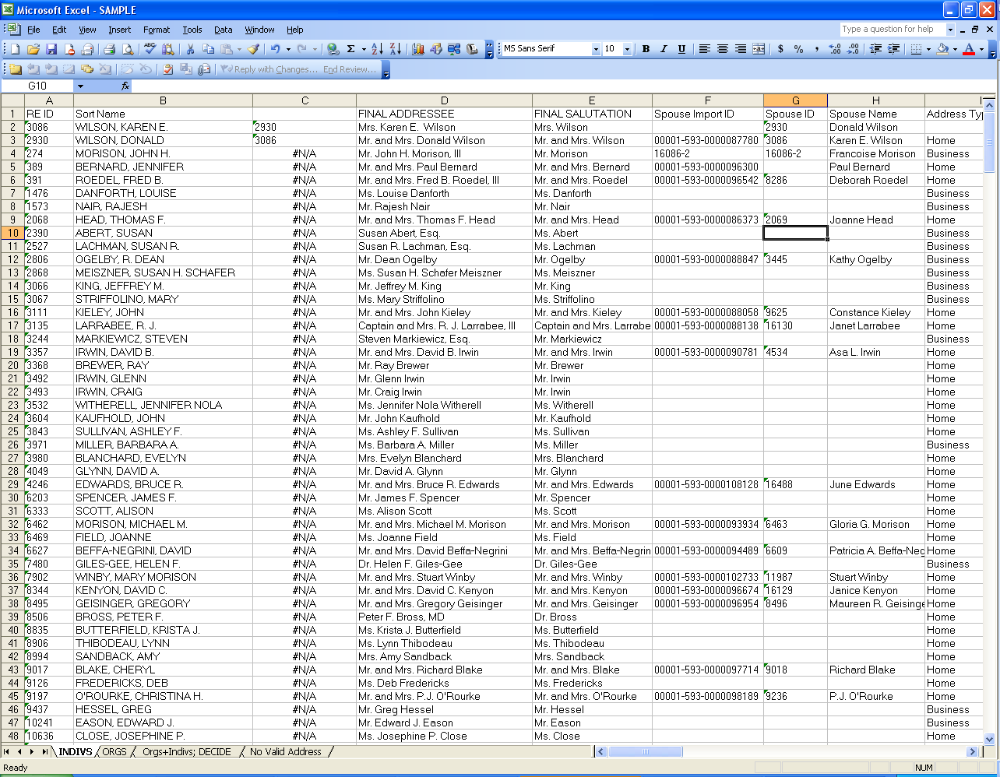 Microsoft Excel - SAMPLE
File Edit View Insert Format Tools Data Window Help Type a question for help
MS Sans Serif 10 B I U $ % ,
Reply with Changes... End Review...
G10 fx
A B C D E F G H I
1 RE ID Sort Name FINAL ADDRESSEE FINAL SALUTATION Spouse Import ID Spouse ID Spouse Name Address Ty
2 3086 WILSON, KAREN E. 2930 Mrs. Karen E. Wilson Mrs. Wilson 2930 Donald Wilson
3 2930 WILSON, DONALD 3086 Mr. and Mrs. Donald Wilson Mr. and Mrs. Wilson 00001-593-0000087780 3086 Karen E. Wilson Home
4 274 MORISON, JOHN H. #N/A Mr. John H. Morison, III Mr. Morison 16086-2 16086-2 Francoise Morison Business
5 389 BERNARD, JENNIFER #N/A Mr. and Mrs. Paul Bernard Mr. and Mrs. Bernard 00001-593-0000096300 Paul Bernard Home
6 391 ROEDEL, FRED B. #N/A Mr. and Mrs. Fred B. Roedel, III Mr. and Mrs. Roedel 00001-593-0000096542 8286 Deborah Roedel Home
7 1476 DANFORTH, LOUISE #N/A Ms. Louise Danforth Ms. Danforth Business
8 1573 NAIR, RAJESH #N/A Mr. Rajesh Nair Mr. Nair Business
9 2068 HEAD, THOMAS F. #N/A Mr. and Mrs. Thomas F. Head Mr. and Mrs. Head 00001-593-0000086373 2069 Joanne Head Home
10 2390 ABERT, SUSAN #N/A Susan Abert, Esq. Ms. Abert Business
11 2527 LACHMAN, SUSAN R. #N/A Susan R. Lachman, Esq. Ms. Lachman Business
12 2806 OGELBY, R. DEAN #N/A Mr. Dean Ogelby Mr. Ogelby 00001-593-0000088847 3445 Kathy Ogelby Business
13 2868 MEISZNER, SUSAN H. SCHAFER #N/A Ms. Susan H. Schafer Meiszner Ms. Meiszner Business
14 3066 KING, JEFFREY M. #N/A Mr. Jeffrey M. King Mr. King Business
15 3067 STRIFFOLINO, MARY #N/A Ms. Mary Striffolino Ms. Striffolino Business
16 3111 KIELEY, JOHN #N/A Mr. and Mrs. John Kieley Mr. and Mrs. Kieley 00001-593-0000088058 9625 Constance Kieley Home
17 3135 LARRABEE, R. J. #N/A Captain and Mrs. R. J. Larrabee, III Captain and Mrs. Larrabe 00001-593-0000088138 16130 Janet Larrabee Home
18 3244 MARKIEWICZ, STEVEN #N/A Steven Markiewicz, Esq. Mr. Markiewicz Business
19 3357 IRWIN, DAVID B. #N/A Mr. and Mrs. David B. Irwin Mr. and Mrs. Irwin 00001-593-0000090781 4534 Asa L. Irwin Home
20 3368 BREWER, RAY #N/A Mr. Ray Brewer Mr. Brewer Home
21 3492 IRWIN, GLENN #N/A Mr. Glenn Irwin Mr. Irwin Home
22 3493 IRWIN, CRAIG #N/A Mr. Craig Irwin Mr. Irwin Home
23 3532 WITHERELL, JENNIFER NOLA #N/A Ms. Jennifer Nola Witherell Ms. Witherell Home
24 3604 KAUFHOLD, JOHN #N/A Mr. John Kaufhold Mr. Kaufhold Home
25 3843 SULLIVAN, ASHLEY F. #N/A Ms. Ashley F. Sullivan Ms. Sullivan Home
26 3971 MILLER, BARBARA A. #N/A Ms. Barbara A. Miller Ms. Miller Business
27 3980 BLANCHARD, EVELYN #N/A Mrs. Evelyn Blanchard Mrs. Blanchard Home
28 4049 GLYNN, DAVID A. #N/A Mr. David A. Glynn Mr. Glynn Home
29 4246 EDWARDS, BRUCE R. #N/A Mr. and Mrs. Bruce R. Edwards Mr. and Mrs. Edwards 00001-593-0000108128 16488 June Edwards Home
30 6203 SPENCER, JAMES F. #N/A Mr. James F. Spencer Mr. Spencer Home
31 6333 SCOTT, ALISON #N/A Ms. Alison Scott Ms. Scott Home
32 6462 MORISON, MICHAEL M. #N/A Mr. and Mrs. Michael M. Morison Mr. and Mrs. Morison 00001-593-0000093934 6463 Gloria G. Morison Home
33 6469 FIELD, JOANNE #N/A Ms. Joanne Field Ms. Field Home
34 6627 BEFFA-NEGRINI, DAVID #N/A Mr. and Mrs. David Beffa-Negrini Mr. and Mrs. Beffa-Negrin 00001-593-0000094489 6609 Patricia A. Beffa-Neg Home
35 7480 GILES-GEE, HELEN F. #N/A Dr. Helen F. Giles-Gee Dr. Giles-Gee Business
36 7902 WINBY, MARY MORISON #N/A Mr. and Mrs. Stuart Winby Mr. and Mrs. Winby 00001-593-0000102733 11987 Stuart Winby Home
37 8344 KENYON, DAVID C. #N/A Mr. and Mrs. David C. Kenyon Mr. and Mrs. Kenyon 00001-593-0000096674 16129 Janice Kenyon Home
38 8495 GEISINGER, GREGORY #N/A Mr. and Mrs. Gregory Geisinger Mr. and Mrs. Geisinger 00001-593-0000096954 8496 Maureen R. Geisinge Home
39 8506 BROSS, PETER F. #N/A Peter F. Bross, MD Dr. Bross Home
40 8835 BUTTERFIELD, KRISTA J. #N/A Ms. Krista J. Butterfield Ms. Butterfield Home
41 8906 THIBODEAU, LYNN #N/A Ms. Lynn Thibodeau Ms. Thibodeau Home
42 8994 SANDBACK, AMY #N/A Mrs. Amy Sandback Mrs. Sandback Home
43 9017 BLAKE, CHERYL #N/A Mr. and Mrs. Richard Blake Mr. and Mrs. Blake 00001-593-0000097714 9018 Richard Blake Home
44 9126 FREDERICKS, DEB #N/A Ms. Deb Fredericks Ms. Fredericks Home
45 9197 O'ROURKE, CHRISTINA H. #N/A Mr. and Mrs. P.J. O'Rourke Mr. and Mrs. O'Rourke 00001-593-0000098189 9236 P.J. O'Rourke Home
46 9437 HESSEL, GREG #N/A Mr. Greg Hessel Mr. Hessel Business
47 10241 EASON, EDWARD J. #N/A Mr. Edward J. Eason Mr. Eason Business
48 10636 CLOSE, JOSEPHINE P. #N/A Ms. Josephine P. Close Ms. Close Home
INDIVS ORGS Orgs+Indivs; DECIDE No Valid Address
Ready NUM